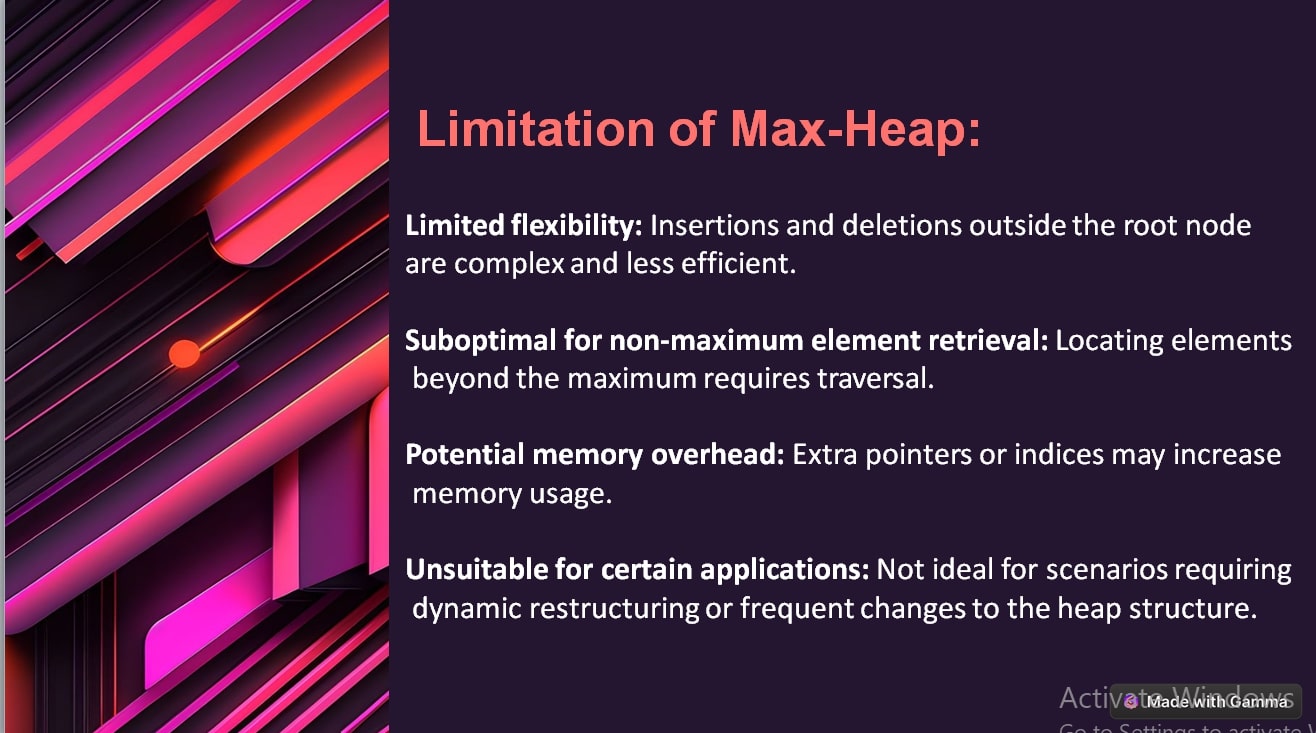 Limitation of Max-Heap:
Limited flexibility: Insertions and deletions outside the root node
are complex and less efficient.
Suboptimal for non-maximum element retrieval: Locating elements
beyond the maximum requires traversal.
Potential memory overhead: Extra pointers or indices may increase
memory usage.
Unsuitable for certain applications: Not ideal for scenarios requiring
dynamic restructuring or frequent changes to the heap structure.
Activate Windows
Made with Gamma
Go to Settings to activate